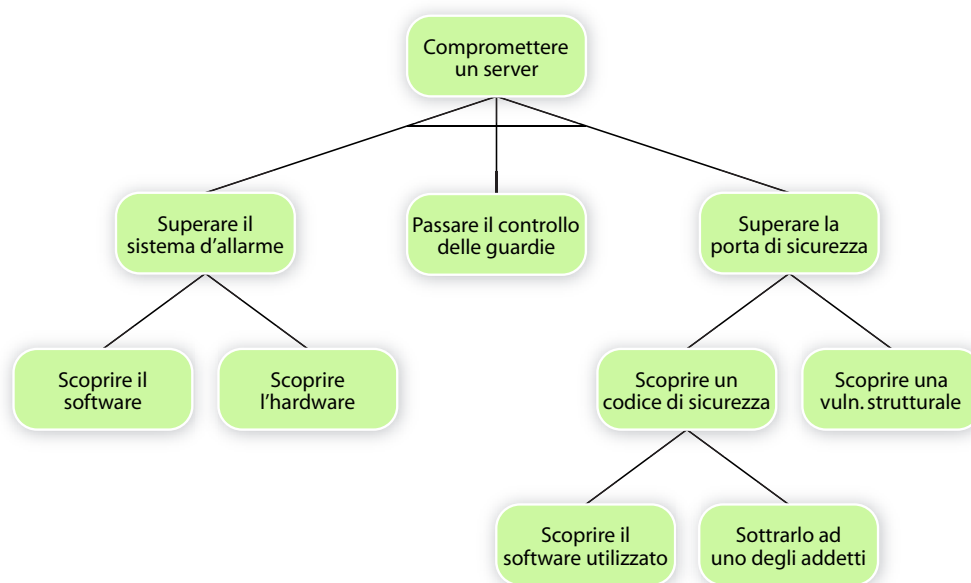 Compromettere
un server
Superare il
sistema d'allarme
Passare il controllo
delle guardie
Superare la
porta di sicurezza
Scoprire il
software
Scoprire
l'hardware
Scoprire un
codice di sicurezza
Scoprire una
vuln. strutturale
Scoprire il
software utilizzato
Sottrarlo ad
uno degli addetti